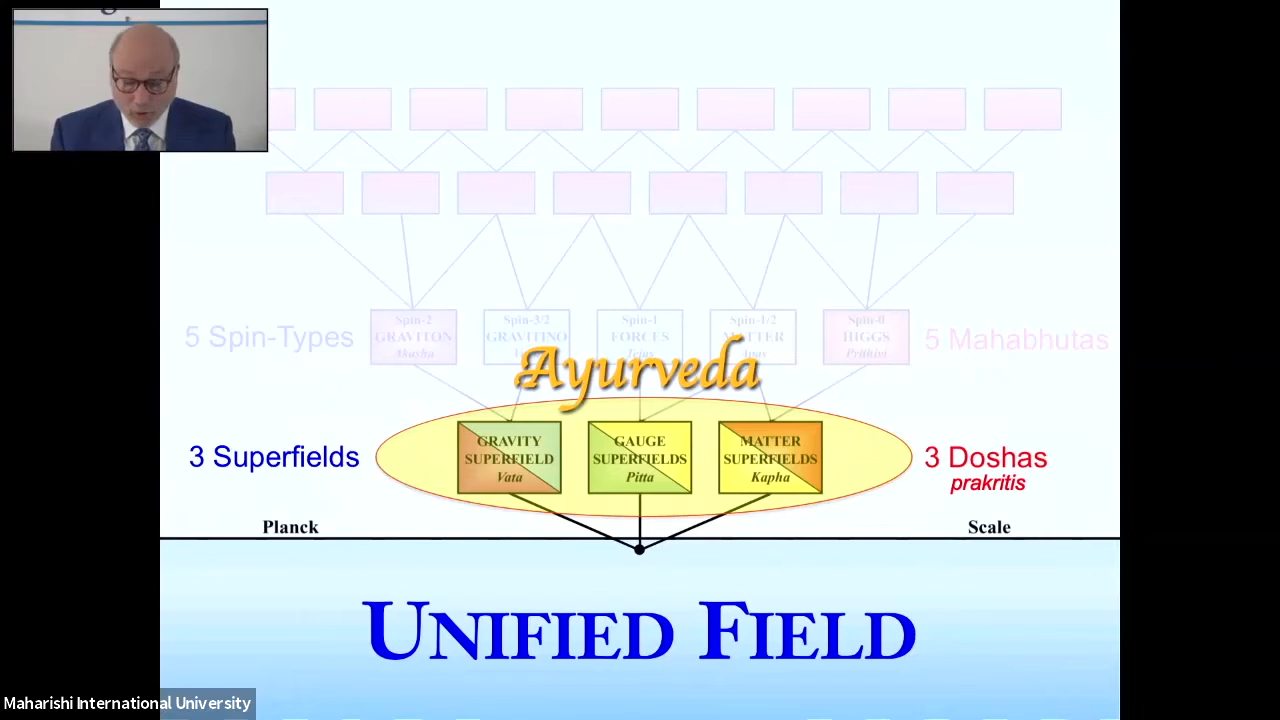 5 Spin-Types
Spin-2
GRAVITON
Akasha
Spin-3/2
GRAVITINO
Spin-1
FORCES
Tejas
Spin-1/2
MATTER
Apas
Spin-0
HIGGS
Prithivi
5 Mahabhutas
Ayurveda
3 Superfields
GRAVITY
SUPERFIELD
Vata
GAUGE
SUPERFIELDS
Pitta
MATTER
SUPERFIELDS
Kapha
3 Doshas
prakritis
Planck
Scale
UNIFIED FIELD
Maharishi International University